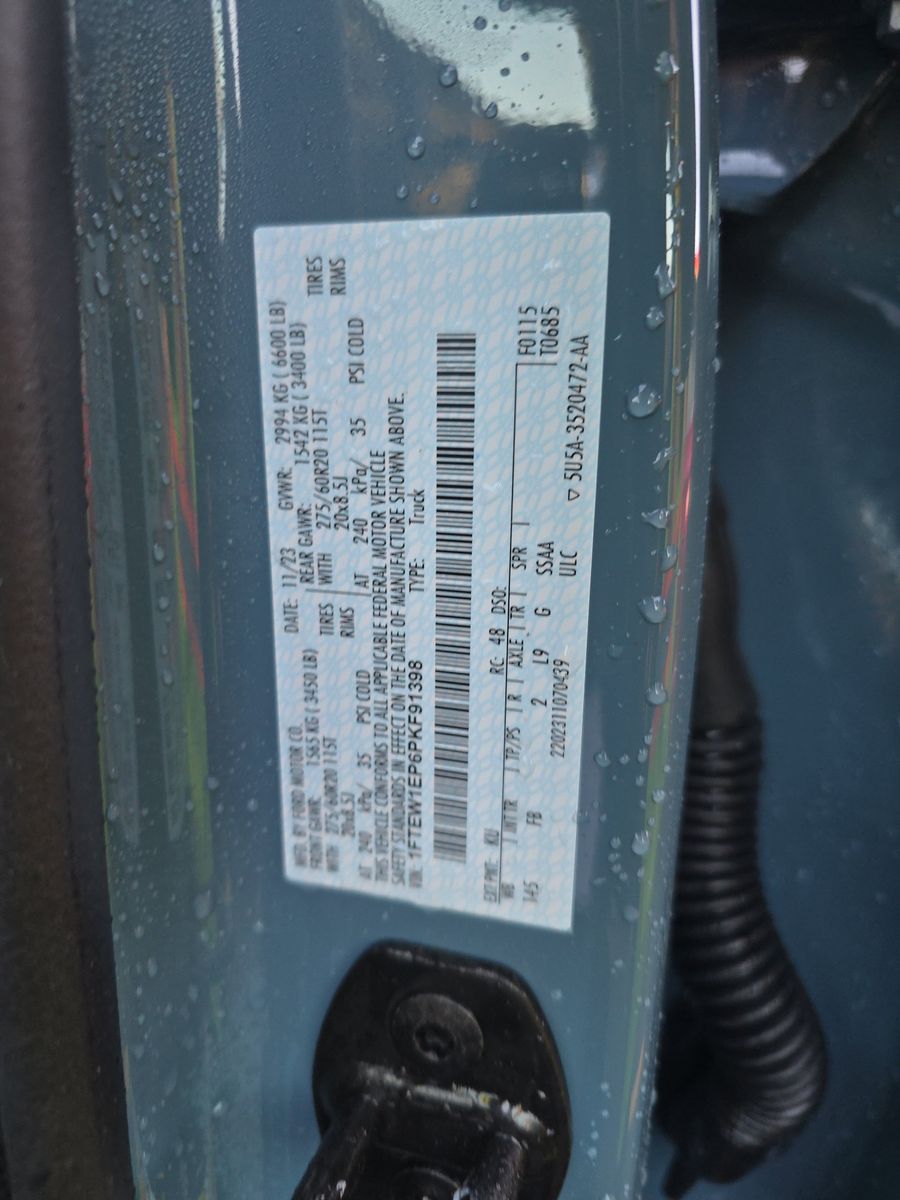 MFD. BY FORD MOTOR CO.
DATE: 11/23 GVWR: 2994 KG ( 6600 LB)
FRONT GAWR: 1565 KG ( 3450 LB) REAR GAWR: 1542 KG ( 3400 LB)
WITH 275/60R20 115T TIRES WITH 275/60R20 115T TIRES
20x8.5J RIMS 20x8.5J RIMS
AT 240 kPa/ 35 PSI COLD AT 240 kPa/ 35 PSI COLD
THIS VEHICLE CONFORMS TO ALL APPLICABLE FEDERAL MOTOR VEHICLE
SAFETY STANDARDS IN EFFECT ON THE DATE OF MANUFACTURE SHOWN ABOVE.
VIN: 1FTEW1EP6PKF91398 TYPE: Truck
EXT PNT: KU RC: 48 DSO: F0115
WB INT TR TP/PS R AXLE TR SPR T0685
145 FB 2 L9 G SSAA
2202311070439 ULC ▽ 5U5A-3520472-AA